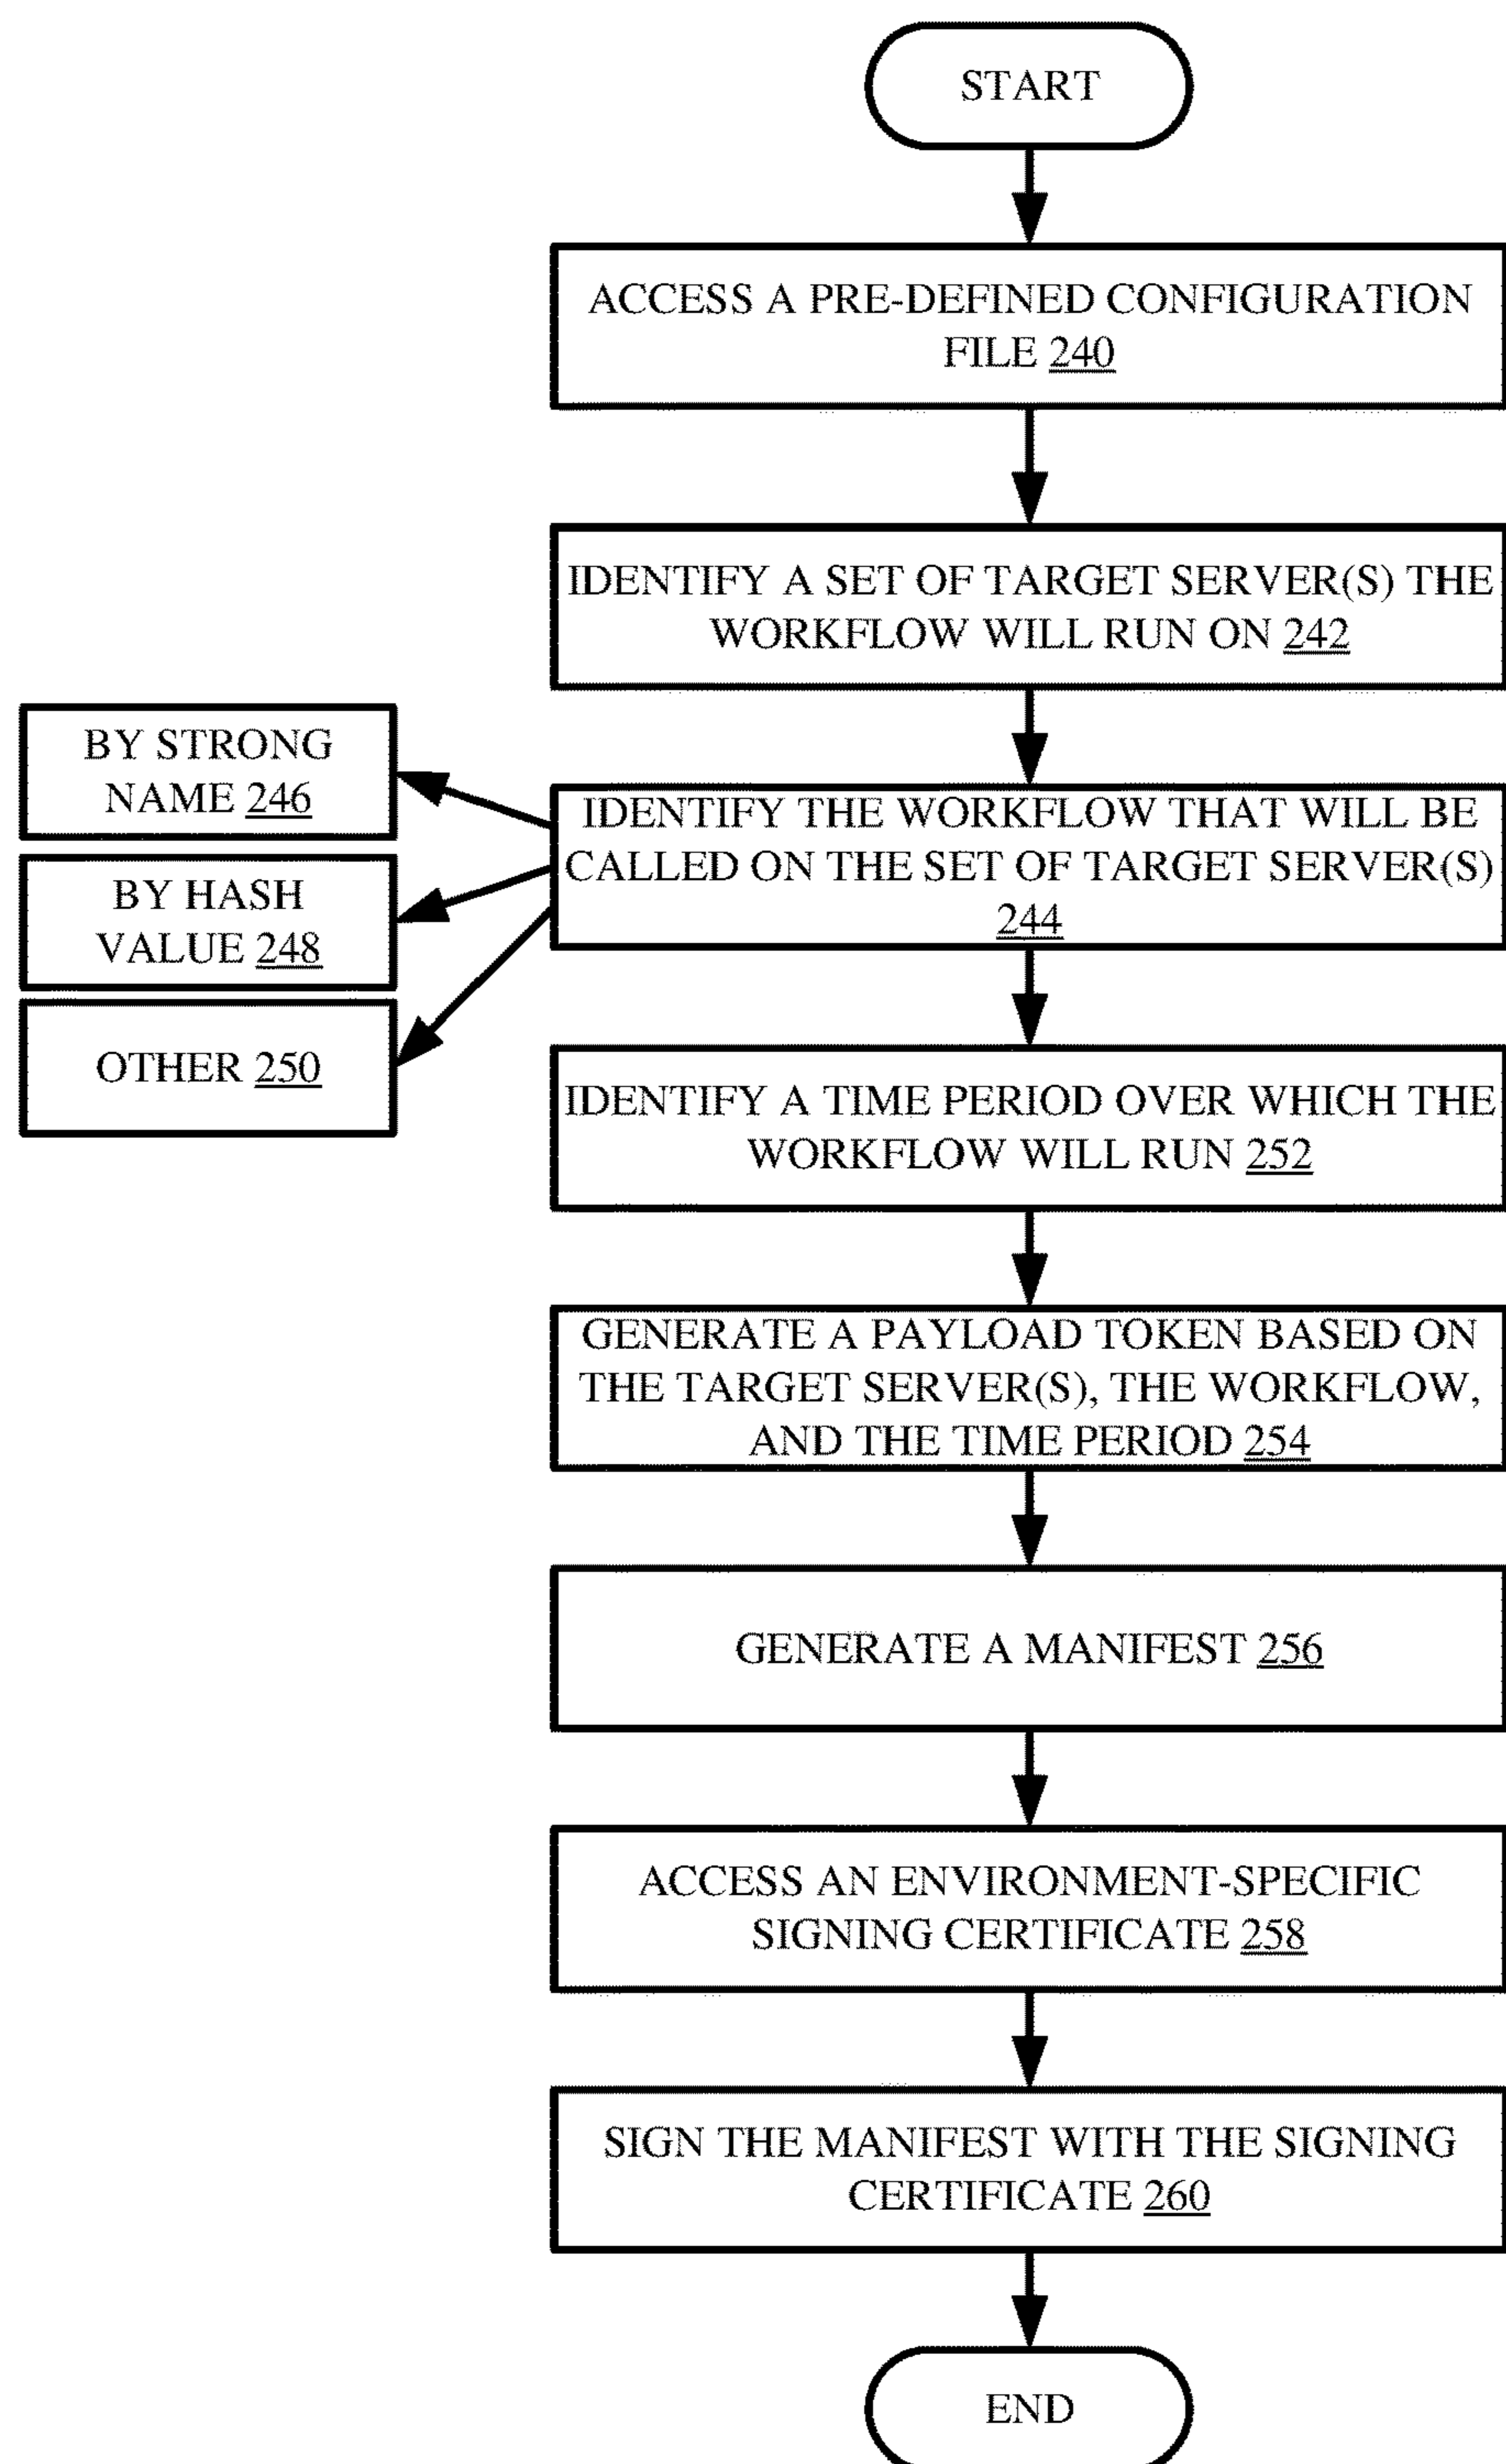 START
ACCESS A PRE-DEFINED CONFIGURATION
FILE 240
IDENTIFY A SET OF TARGET SERVER(S) THE
WORKFLOW WILL RUN ON 242
IDENTIFY THE WORKFLOW THAT WILL BE
CALLED ON THE SET OF TARGET SERVER(S)
244
BY STRONG
NAME 246
BY HASH
VALUE 248
OTHER 250
IDENTIFY A TIME PERIOD OVER WHICH THE
WORKFLOW WILL RUN 252
GENERATE A PAYLOAD TOKEN BASED ON
THE TARGET SERVER(S), THE WORKFLOW,
AND THE TIME PERIOD 254
GENERATE A MANIFEST 256
ACCESS AN ENVIRONMENT-SPECIFIC
SIGNING CERTIFICATE 258
SIGN THE MANIFEST WITH THE SIGNING
CERTIFICATE 260
END